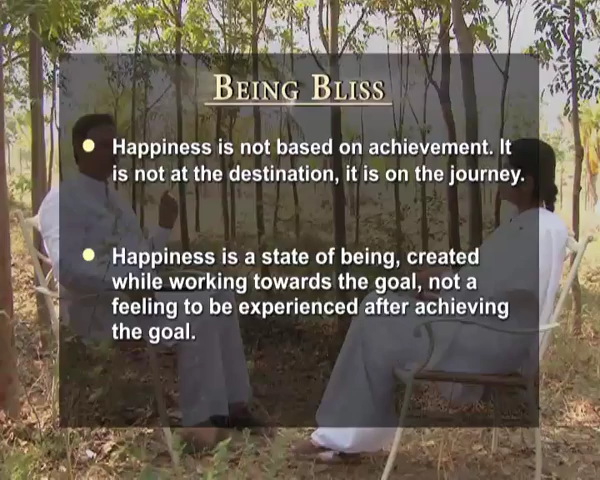 BEING BLISS
Happiness is not based on achievement. It
is not at the destination, it is on the journey.
Happiness is a state of being, created
while working towards the goal, not a
feeling to be experienced after achieving
the goal.